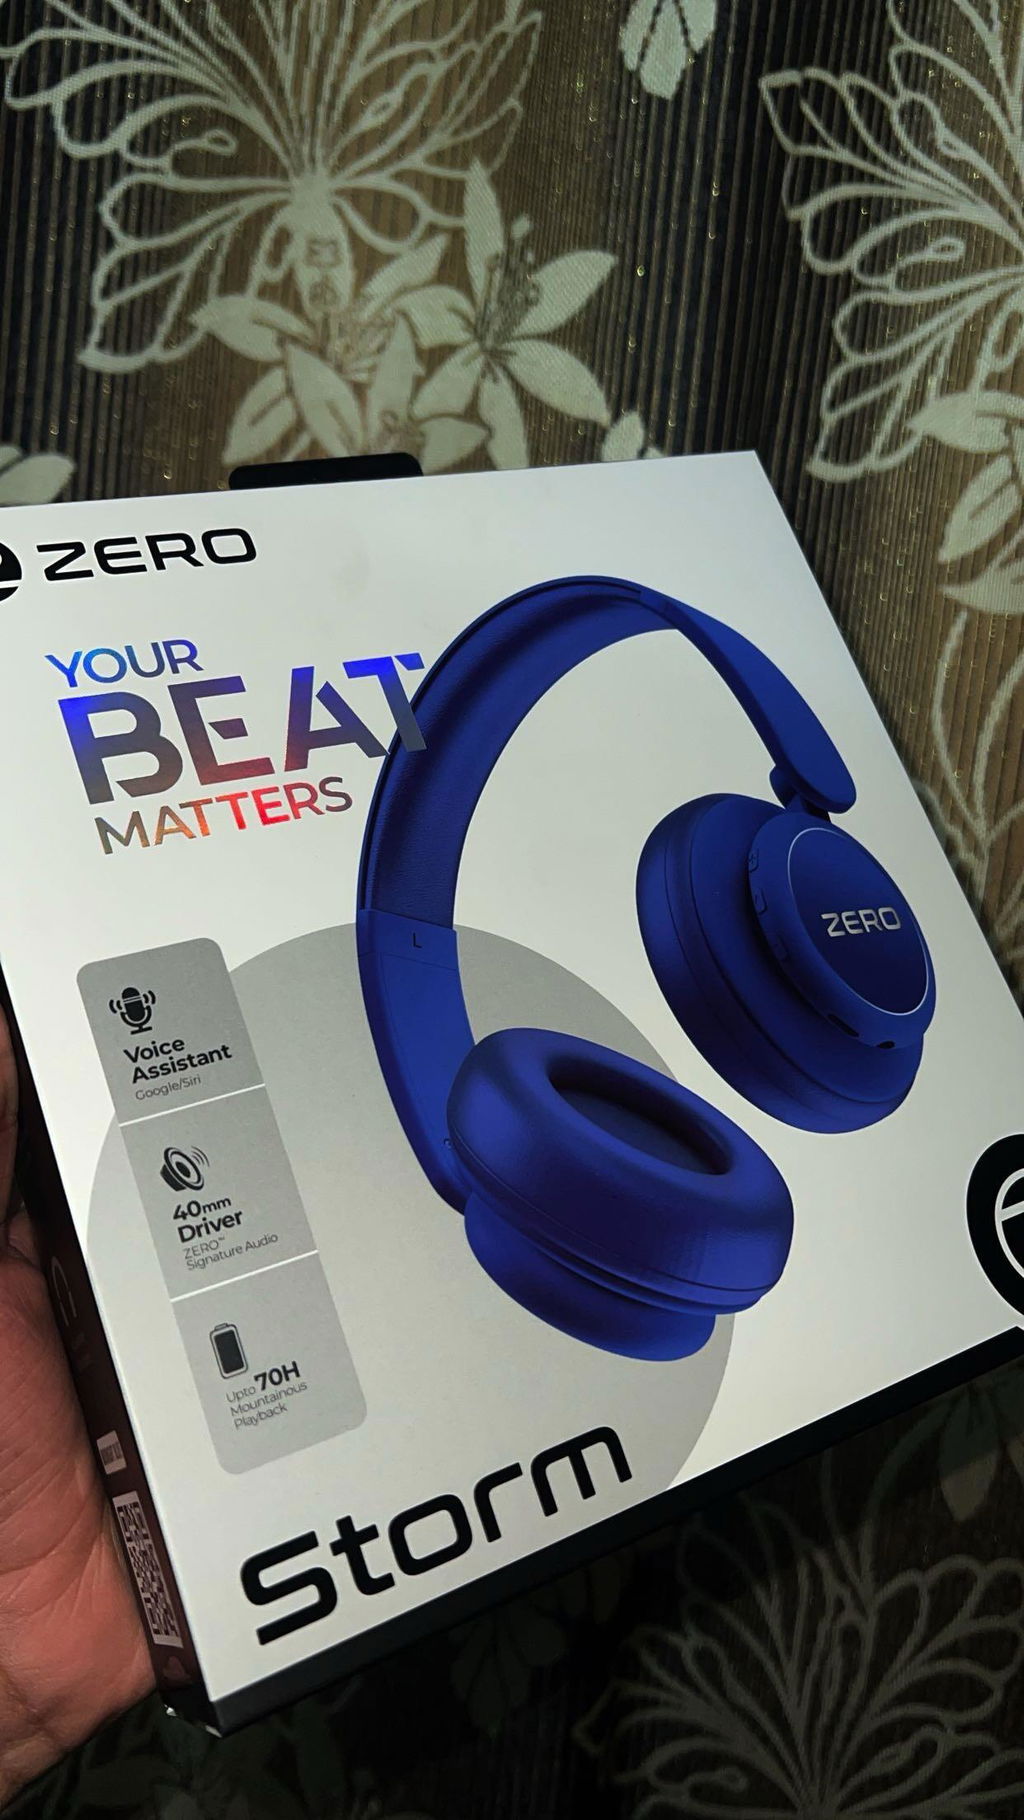 ZERO
YOUR
BEAT
MATTERS
L
ZERO
Voice
Assistant
Google/Siri
40mm
Driver
ZERO™
Signature Audio
Upto 70H
Mountainous
Playback
Storm